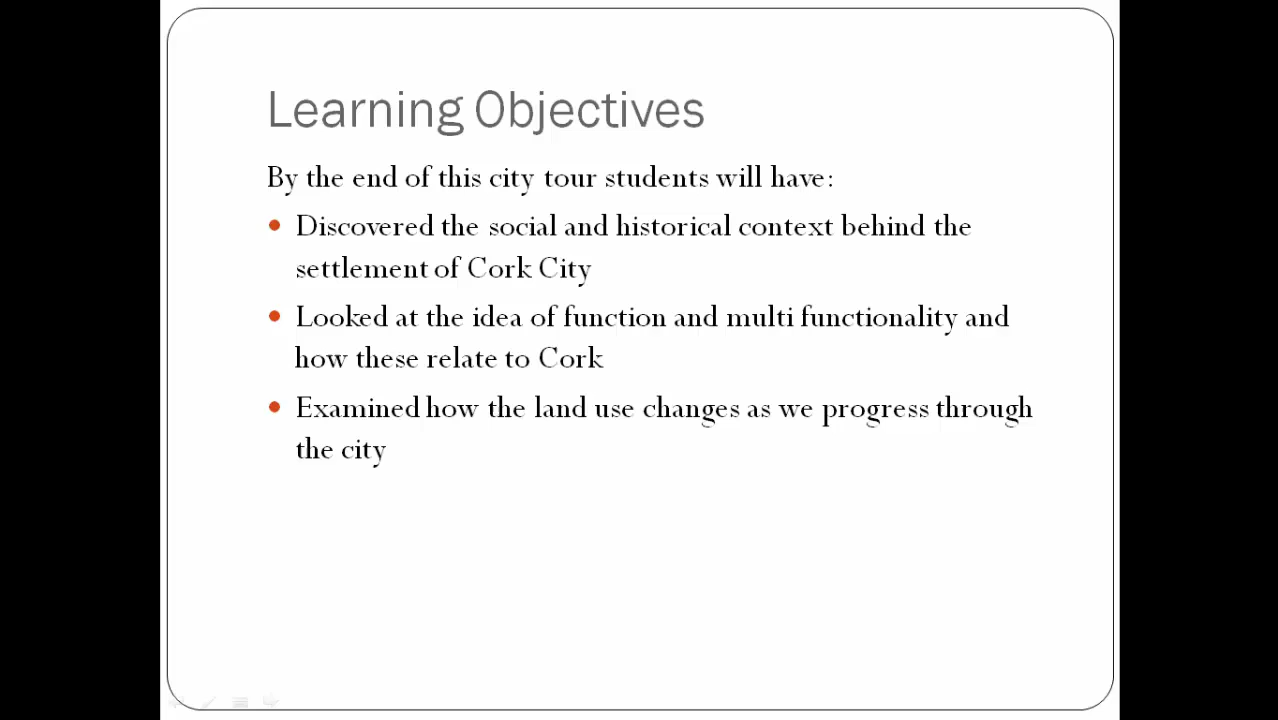 Learning Objectives
By the end of this city tour students will have:
• Discovered the social and historical context behind the
settlement of Cork City
• Looked at the idea of function and multi functionality and
how these relate to Cork
• Examined how the land use changes as we progress through
the city